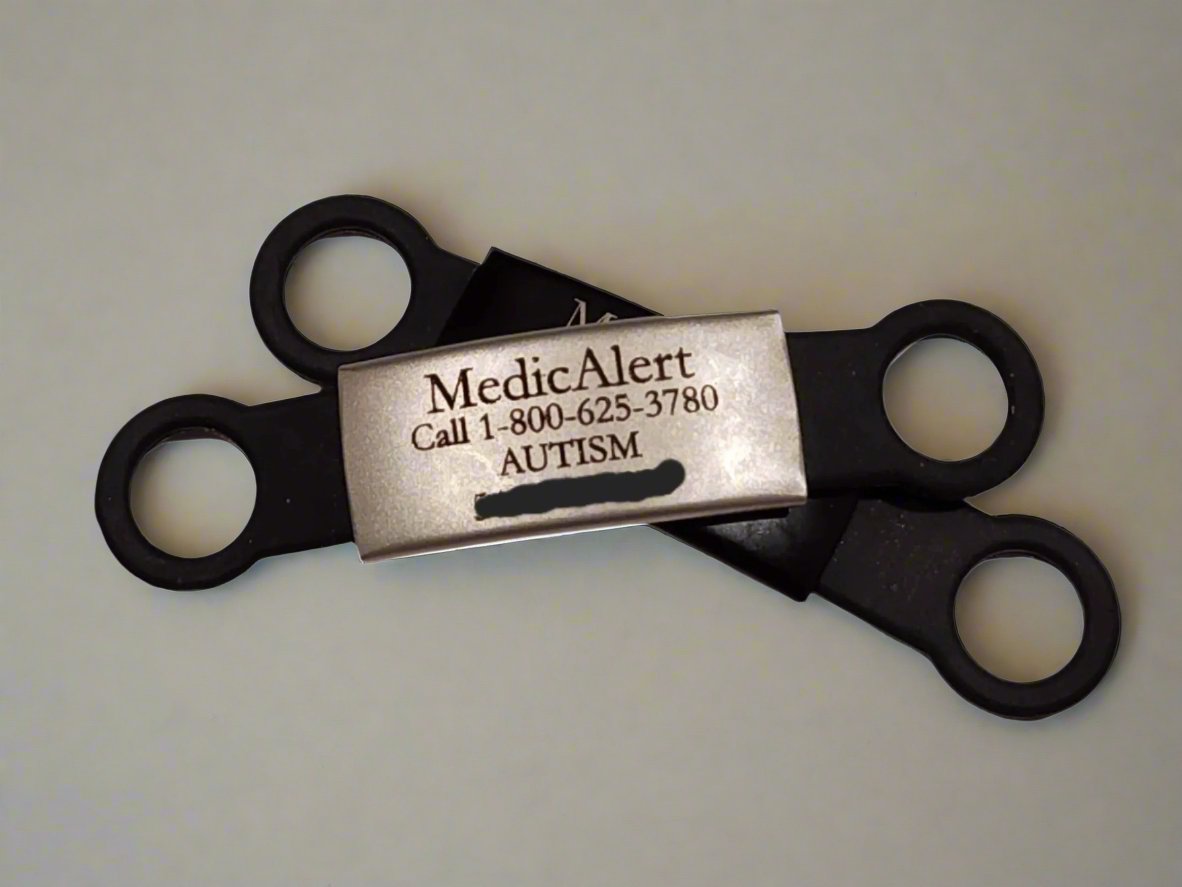 MedicAlert
Call 1-800-625-3780
AUTISM